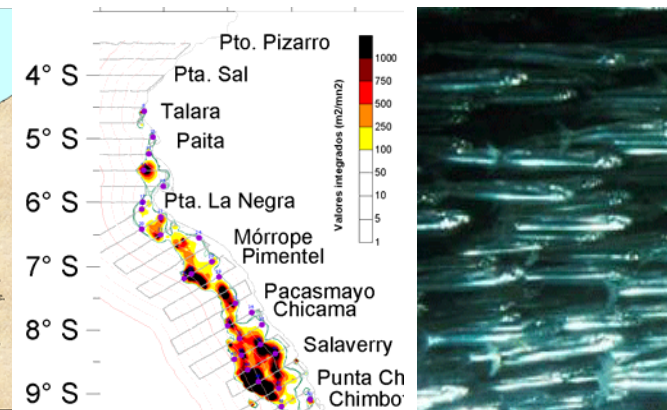 Pto. Pizarro
4° S
Pta. Sal
Talara
5° S
Paita
6° S
Pta. La Negra
Mórrope
7° S
Pimentel
Pacasmayo
Chicama
8° S
Salaverry
Punta Ch
9° S
Chimbo
Valores integrados (m2/mn2)
1000
750
500
250
100
50
10
5
1